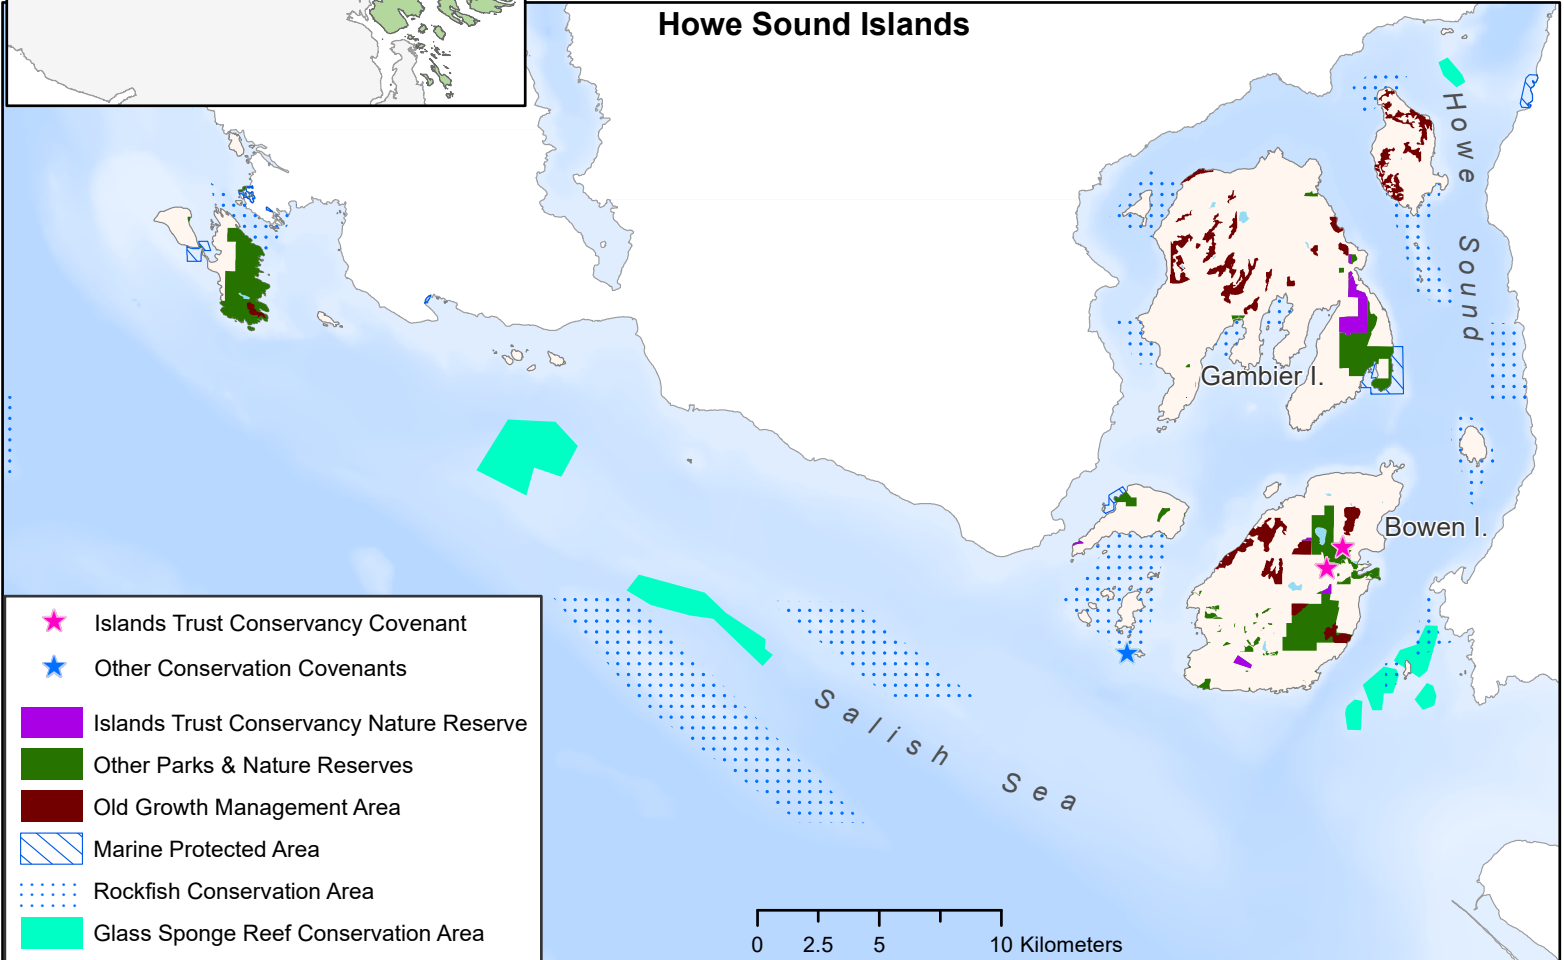 Howe Sound Islands
Howe Sound
Gambier I.
Bowen I.
Salish Sea
Islands Trust Conservancy Covenant
Other Conservation Covenants
Islands Trust Conservancy Nature Reserve
Other Parks & Nature Reserves
Old Growth Management Area
Marine Protected Area
Rockfish Conservation Area
Glass Sponge Reef Conservation Area
0 2.5 5 10 Kilometers